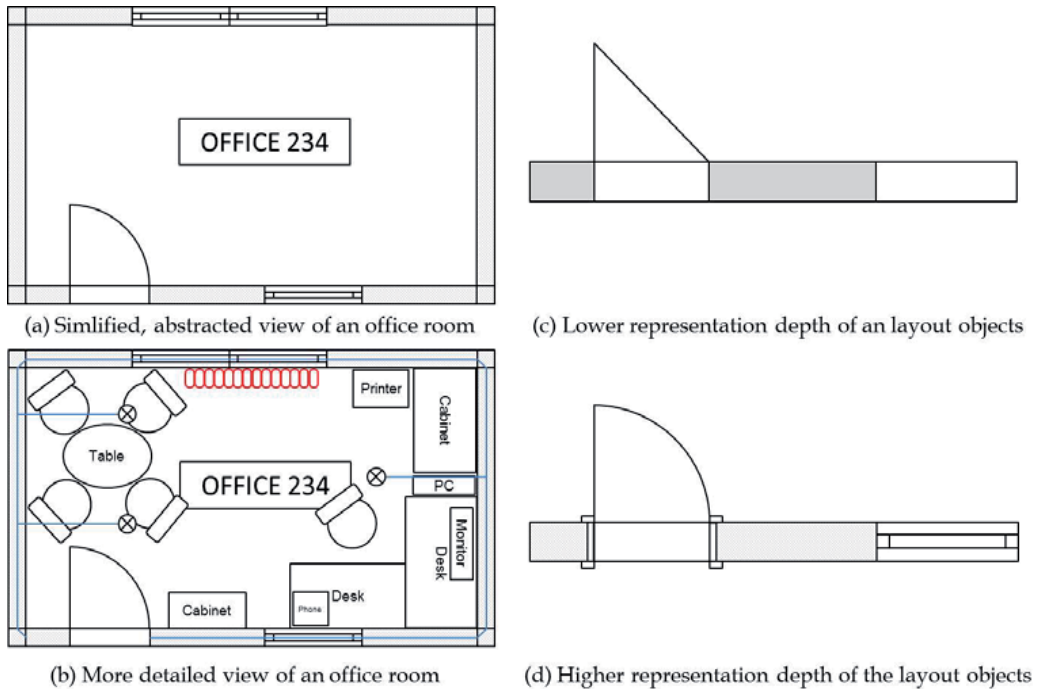 OFFICE 234
(a) Simlified, abstracted view of an office room
(c) Lower representation depth of an layout objects
Printer
Cabinet
Table
OFFICE 234
PC
Monitor
Desk
Desk
Phone
Cabinet
(b) More detailed view of an office room
(d) Higher representation depth of the layout objects